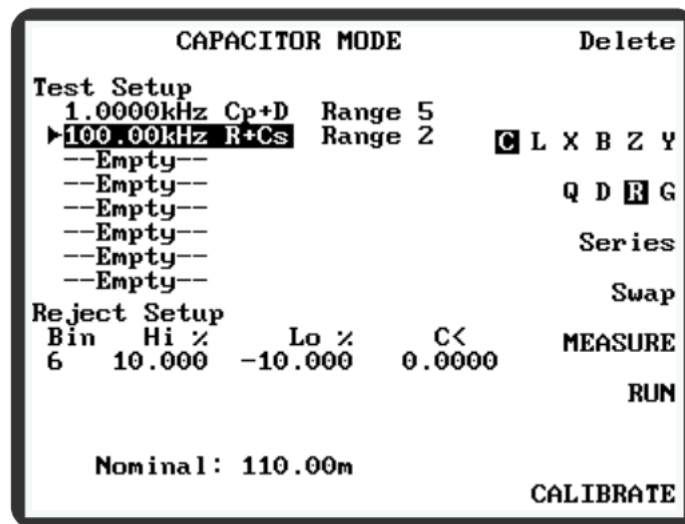 CAPACITOR MODE Delete
Test Setup
1.0000kHz Cp+D Range 5
►100.00kHz R+Cs Range 2 C L X B Z Y
--Empty--
--Empty-- Q D R G
--Empty--
--Empty-- Series
--Empty--
--Empty-- Swap
Reject Setup
Bin Hi % Lo % C< MEASURE
6 10.000 -10.000 0.0000
RUN
Nominal: 110.00m
CALIBRATE